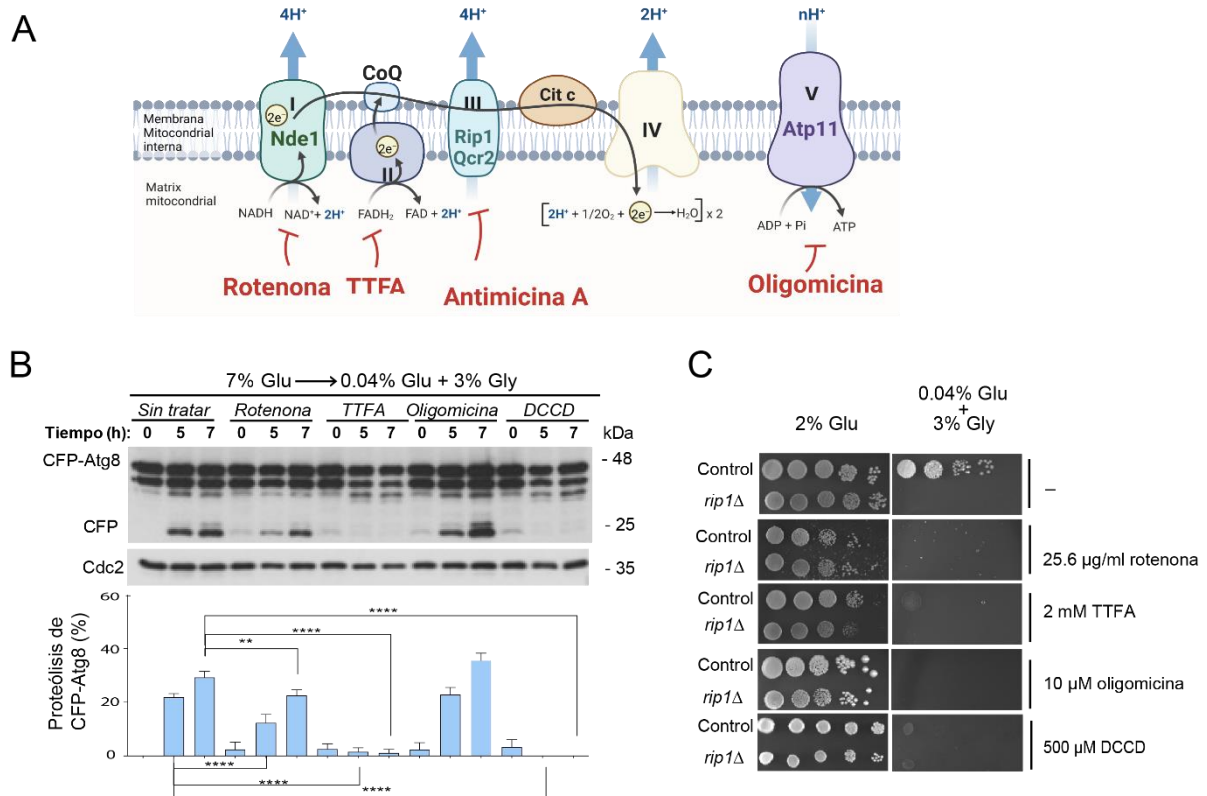 A
4H⁺
4H⁺
2H⁺
nH⁺
CoQ
I
III
Cit c
V
2e⁻
Membrana
Mitocondrial
interna
Nde1
2e⁻
II
Rip1
Qcr2
IV
Atp11
Matrix
mitocondrial
NADH
NAD⁺+ 2H⁺
FADH₂
FAD + 2H⁺
[2H⁺ + 1/2O₂ + 2e⁻ → H₂O] x 2
ADP + Pi
ATP
Rotenona
TTFA
Antimicina A
Oligomicina
B
7% Glu → 0.04% Glu + 3% Gly
Sin tratar Rotenona TTFA Oligomicina DCCD
Tiempo (h): 0 5 7 0 5 7 0 5 7 0 5 7 0 5 7 kDa
CFP-Atg8 - 48
CFP - 25
Cdc2 - 35
Proteólisis de
CFP-Atg8 (%)
60
40
20
0
****
****
**
****
****
****
C
2% Glu
0.04% Glu
+
3% Gly
Control
rip1Δ
–
Control
rip1Δ
25.6 µg/ml rotenona
Control
rip1Δ
2 mM TTFA
Control
rip1Δ
10 µM oligomicina
Control
rip1Δ
500 µM DCCD